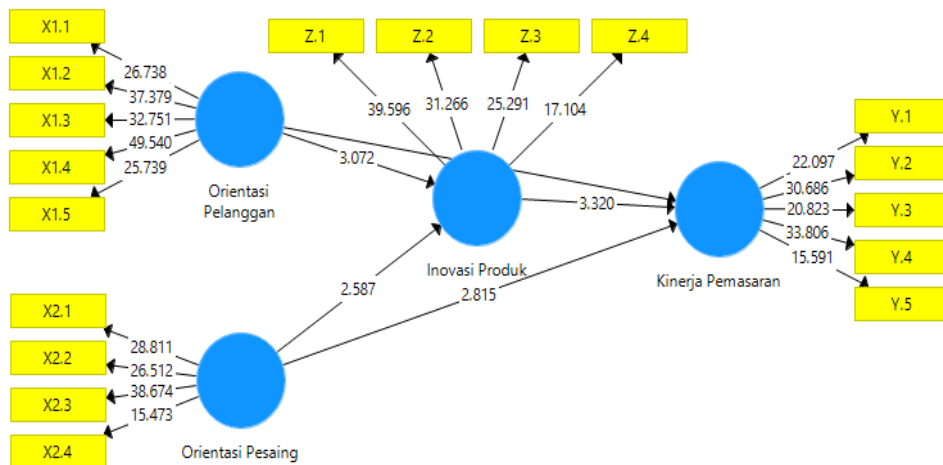 X1.1
X1.2
X1.3
X1.4
X1.5
26.738
37.379
32.751
49.540
25.739
Orientasi
Pelanggan
Z.1
Z.2
Z.3
Z.4
39.596
31.266
25.291
17.104
3.072
Inovasi Produk
3.320
2.587
2.815
Y.1
Y.2
Y.3
Y.4
Y.5
22.097
30.686
20.823
33.806
15.591
Kinerja Pemasaran
X2.1
X2.2
X2.3
X2.4
28.811
26.512
38.674
15.473
Orientasi Pesaing